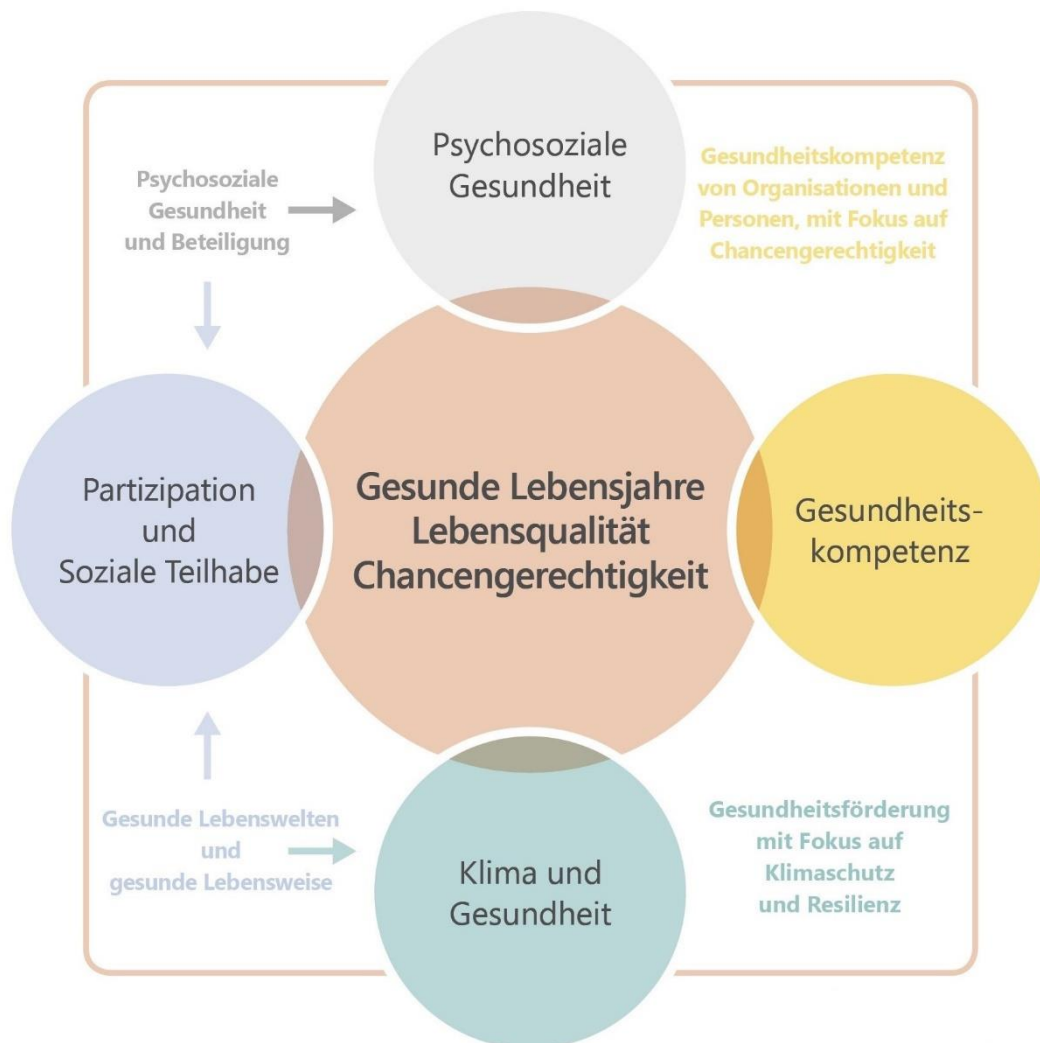 Psychosoziale
Gesundheit
Psychosoziale
Gesundheit
und Beteiligung
Gesundheitskompetenz
von Organisationen und
Personen, mit Fokus auf
Chancengerechtigkeit
Partizipation
und
Soziale Teilhabe
Gesunde Lebensjahre
Lebensqualität
Chancengerechtigkeit
Gesundheits-
kompetenz
Gesunde Lebenswelten
und
gesunde Lebensweise
Klima und
Gesundheit
Gesundheitsförderung
mit Fokus auf
Klimaschutz
und Resilienz